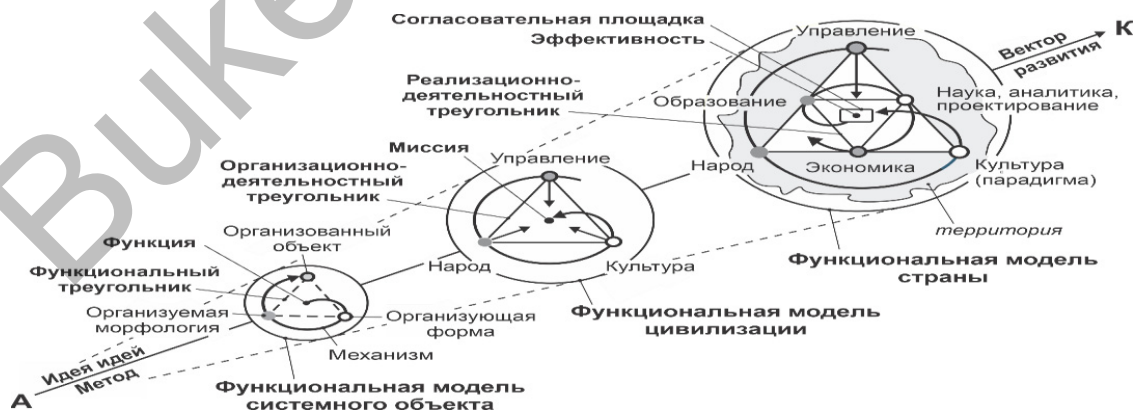 Buke
Согласовательная площадка
Эффективность
Управление
К
Вектор
развития
Реализационно-
деятельностный
треугольник
Образование
Наука, аналитика,
проектирование
Миссия
Управление
Организационно-
деятельностный
треугольник
Народ
Экономика
Культура
(парадигма)
Функция
Организованный
объект
территория
Функциональный
треугольник
Народ
Культура
Функциональная модель
страны
Организуемая
морфология
Организующая
форма
Функциональная модель
цивилизации
Механизм
Идея идей
Метод
А
Функциональная модель
системного объекта